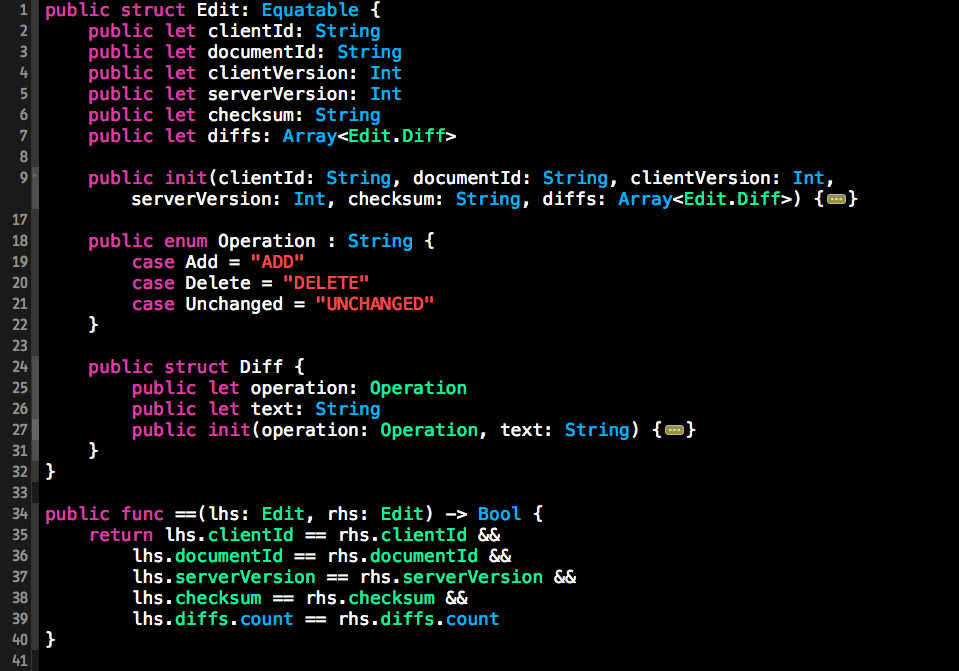 1 public struct Edit: Equatable {
2     public let clientId: String
3     public let documentId: String
4     public let clientVersion: Int
5     public let serverVersion: Int
6     public let checksum: String
7     public let diffs: Array<Edit.Diff>
8
9     public init(clientId: String, documentId: String, clientVersion: Int,
        serverVersion: Int, checksum: String, diffs: Array<Edit.Diff>) {...}
17
18     public enum Operation : String {
19         case Add = "ADD"
20         case Delete = "DELETE"
21         case Unchanged = "UNCHANGED"
22     }
23
24     public struct Diff {
25         public let operation: Operation
26         public let text: String
27         public init(operation: Operation, text: String) {...}
31     }
32 }
33
34 public func ==(lhs: Edit, rhs: Edit) -> Bool {
35     return lhs.clientId == rhs.clientId &&
36         lhs.documentId == rhs.documentId &&
37         lhs.serverVersion == rhs.serverVersion &&
38         lhs.checksum == rhs.checksum &&
39         lhs.diffs.count == rhs.diffs.count
40 }
41